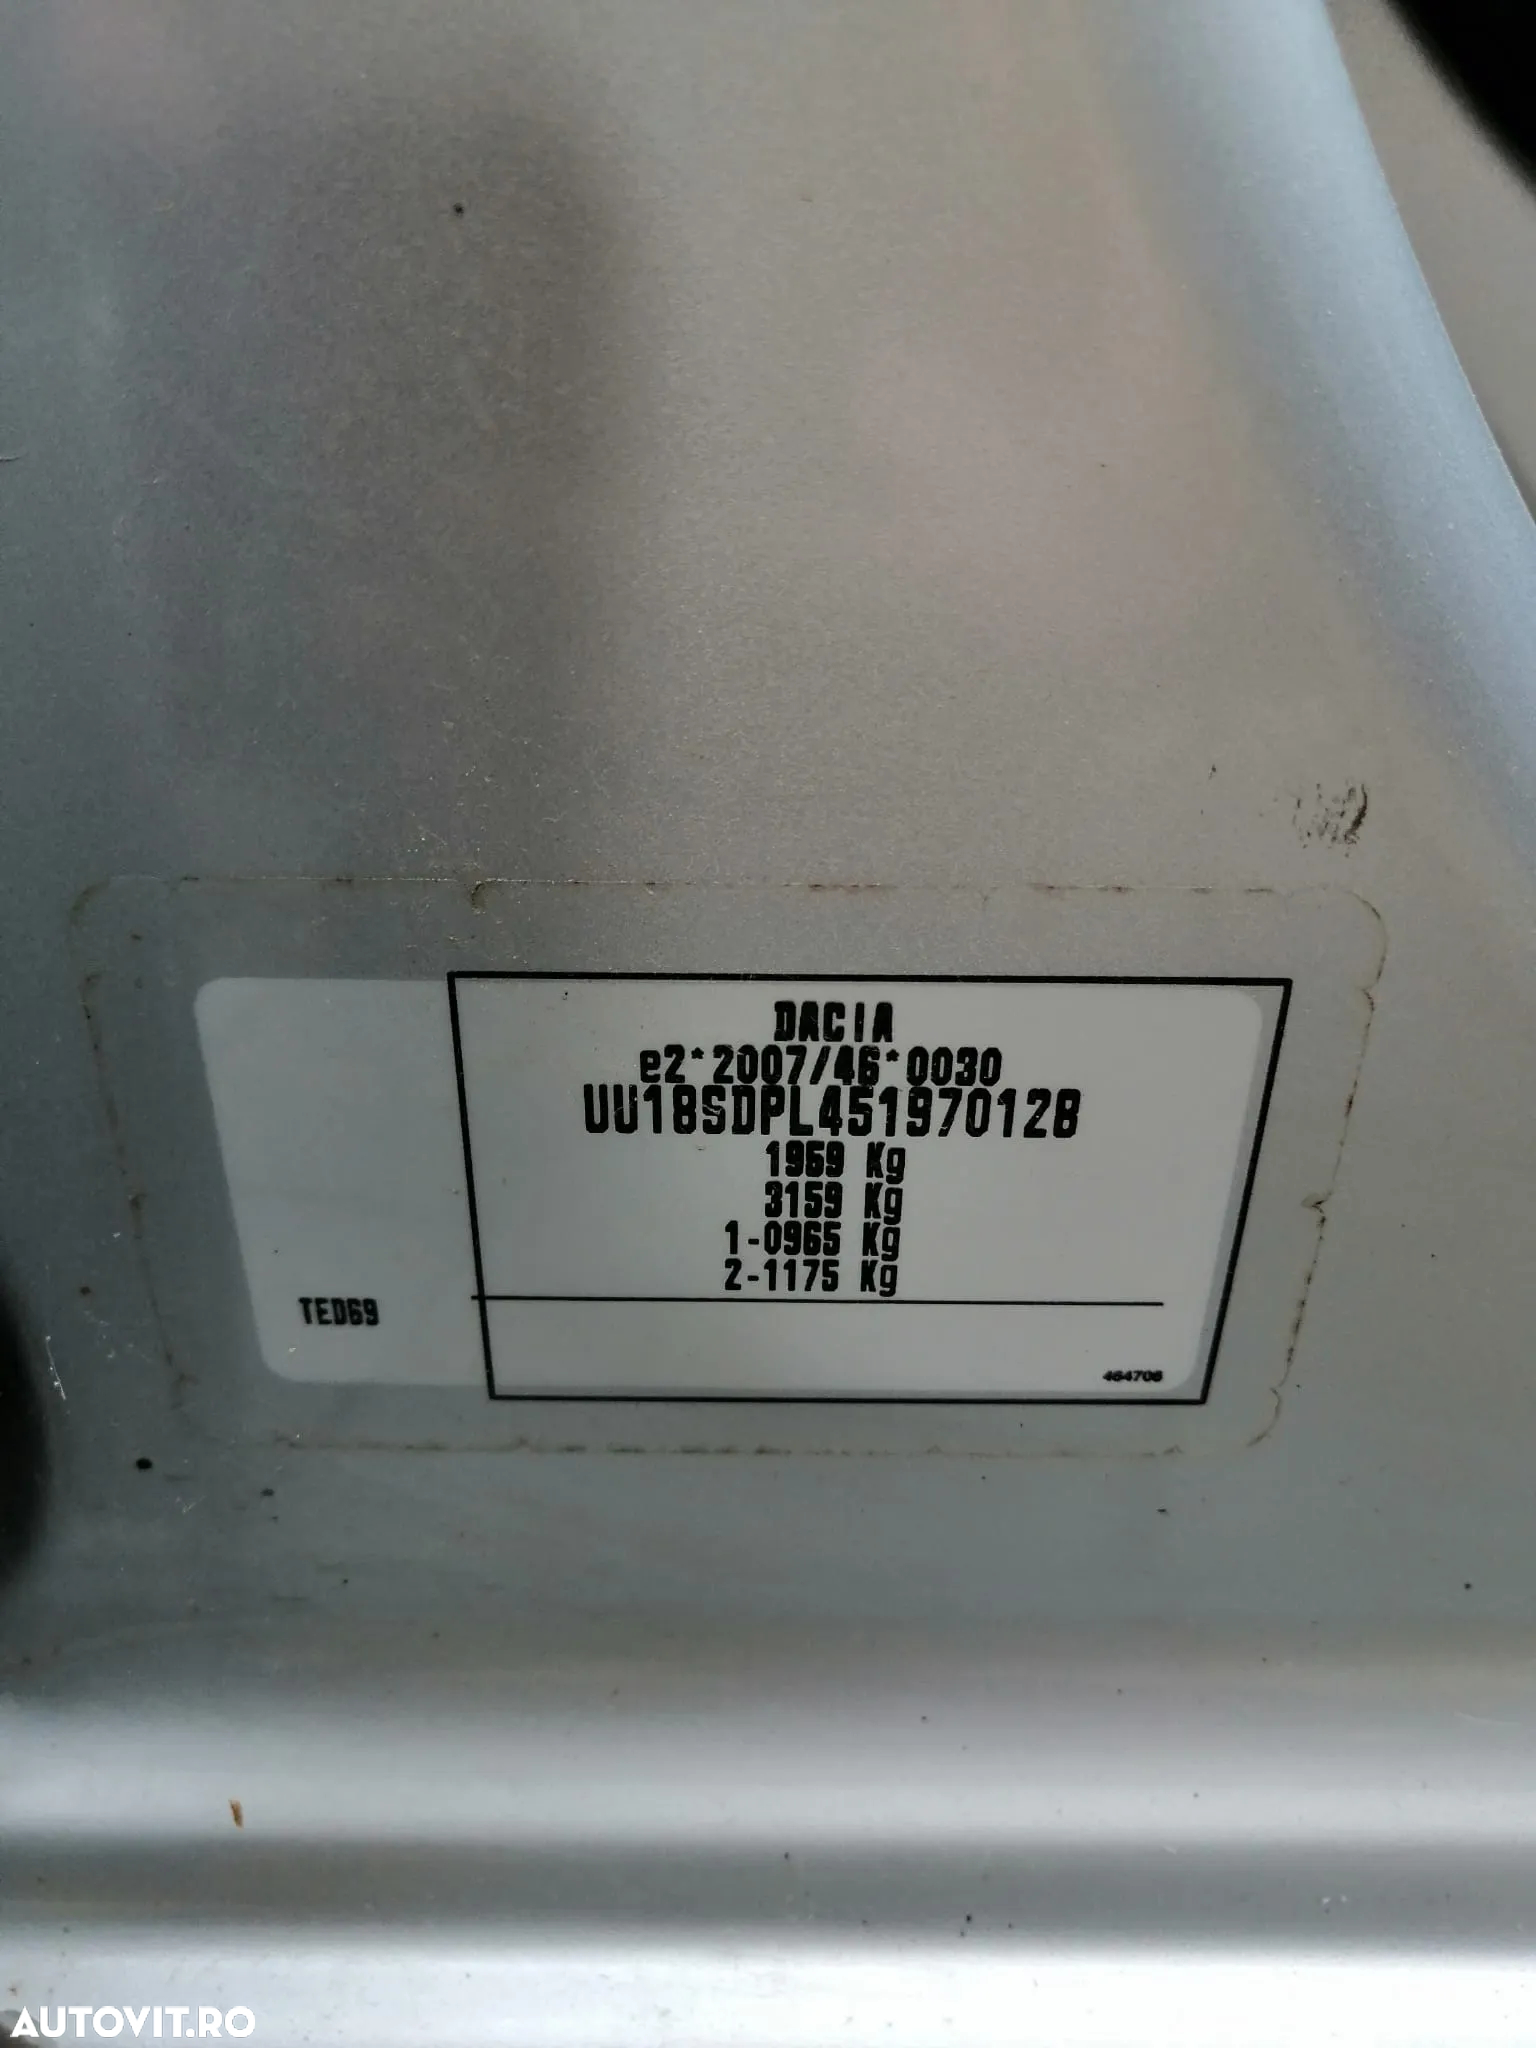 DACIA
e2*2007/46*0030
UU18SDPL451970128
1959 Kg
3159 Kg
1-0965 Kg
2-1175 Kg
TED69
464706
AUTOVIT.RO